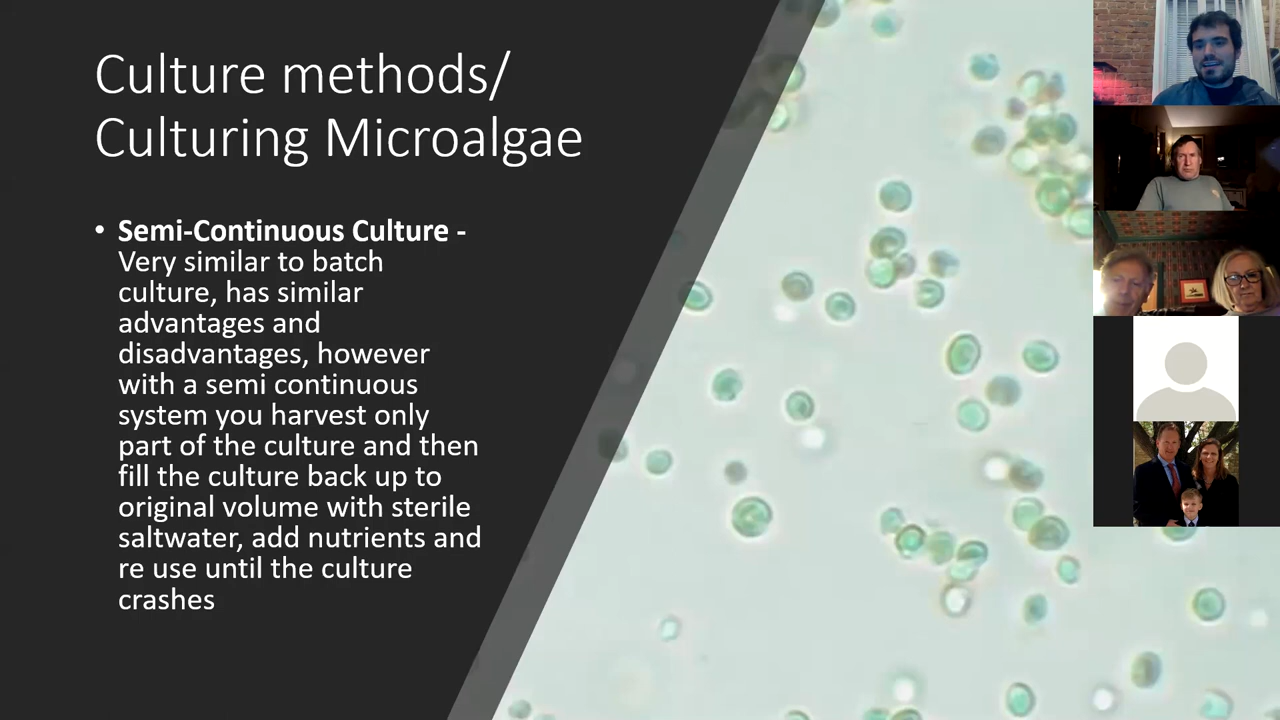 Culture methods/
Culturing Microalgae
• Semi-Continuous Culture -
Very similar to batch
culture, has similar
advantages and
disadvantages, however
with a semi continuous
system you harvest only
part of the culture and then
fill the culture back up to
original volume with sterile
saltwater, add nutrients and
re use until the culture
crashes